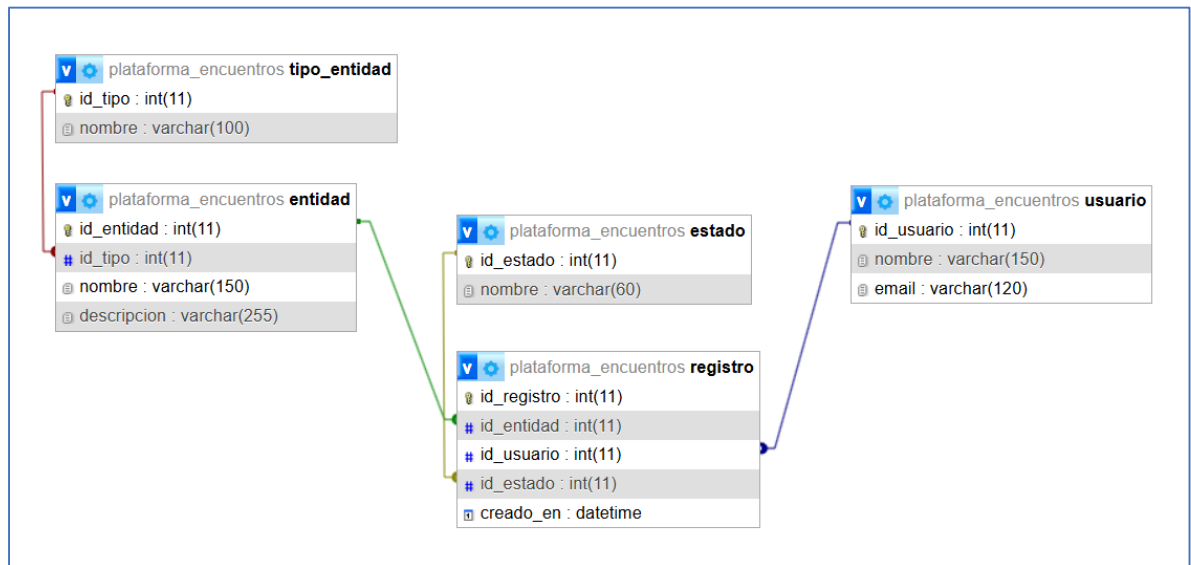 plataforma_encuentros tipo_entidad
id_tipo : int(11)
nombre : varchar(100)
plataforma_encuentros entidad
id_entidad : int(11)
# id_tipo : int(11)
nombre : varchar(150)
descripcion : varchar(255)
plataforma_encuentros estado
id_estado : int(11)
nombre : varchar(60)
plataforma_encuentros registro
id_registro : int(11)
# id_entidad : int(11)
# id_usuario : int(11)
# id_estado : int(11)
creado_en : datetime
plataforma_encuentros usuario
id_usuario : int(11)
nombre : varchar(150)
email : varchar(120)